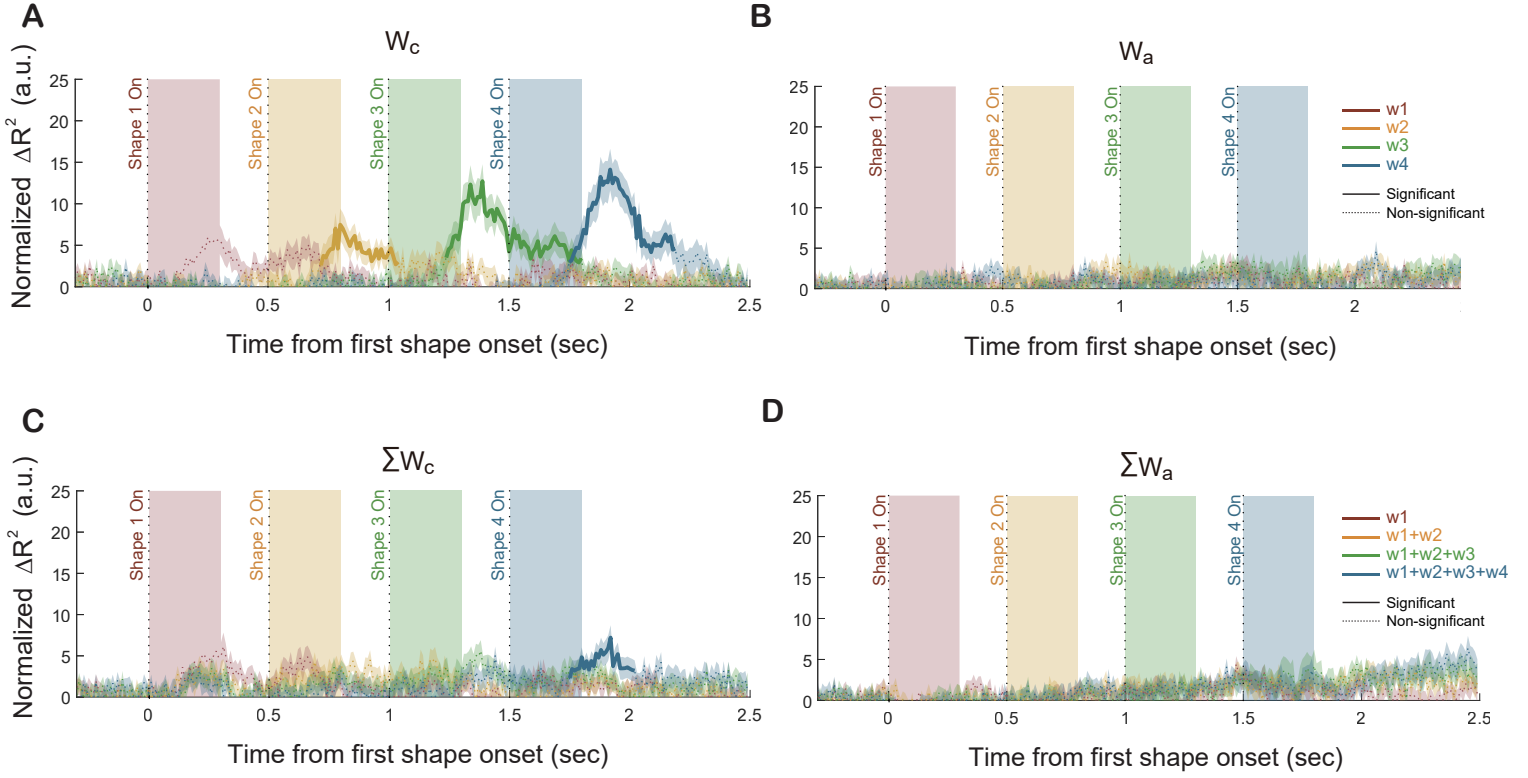 A
W_c
Normalized ΔR² (a.u.)
25
20
15
10
5
0
Shape 1 On
Shape 2 On
Shape 3 On
Shape 4 On
0
0.5
1
1.5
2
2.5
Time from first shape onset (sec)
B
W_a
25
20
15
10
5
0
Shape 1 On
Shape 2 On
Shape 3 On
Shape 4 On
0
0.5
1
1.5
2
Time from first shape onset (sec)
w1
w2
w3
w4
Significant
Non-significant
C
∑W_c
Normalized ΔR² (a.u.)
25
20
15
10
5
0
Shape 1 On
Shape 2 On
Shape 3 On
Shape 4 On
0
0.5
1
1.5
2
2.5
Time from first shape onset (sec)
D
∑W_a
25
20
15
10
5
0
Shape 1 On
Shape 2 On
Shape 3 On
Shape 4 On
0
0.5
1
1.5
2
2.5
Time from first shape onset (sec)
w1
w1+w2
w1+w2+w3
w1+w2+w3+w4
Significant
Non-significant